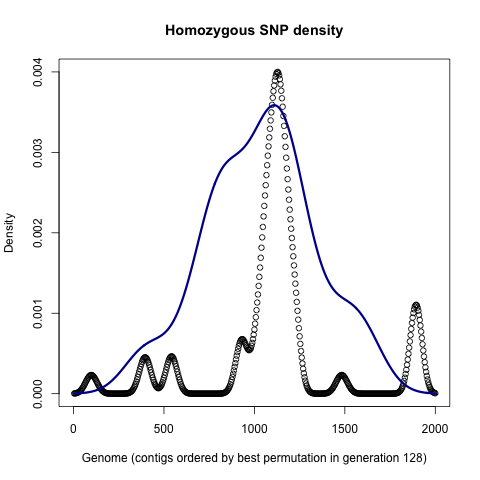 Homozygous SNP density
Density
0.004
0.003
0.002
0.001
0.000
0 500 1000 1500 2000
Genome (contigs ordered by best permutation in generation 128)